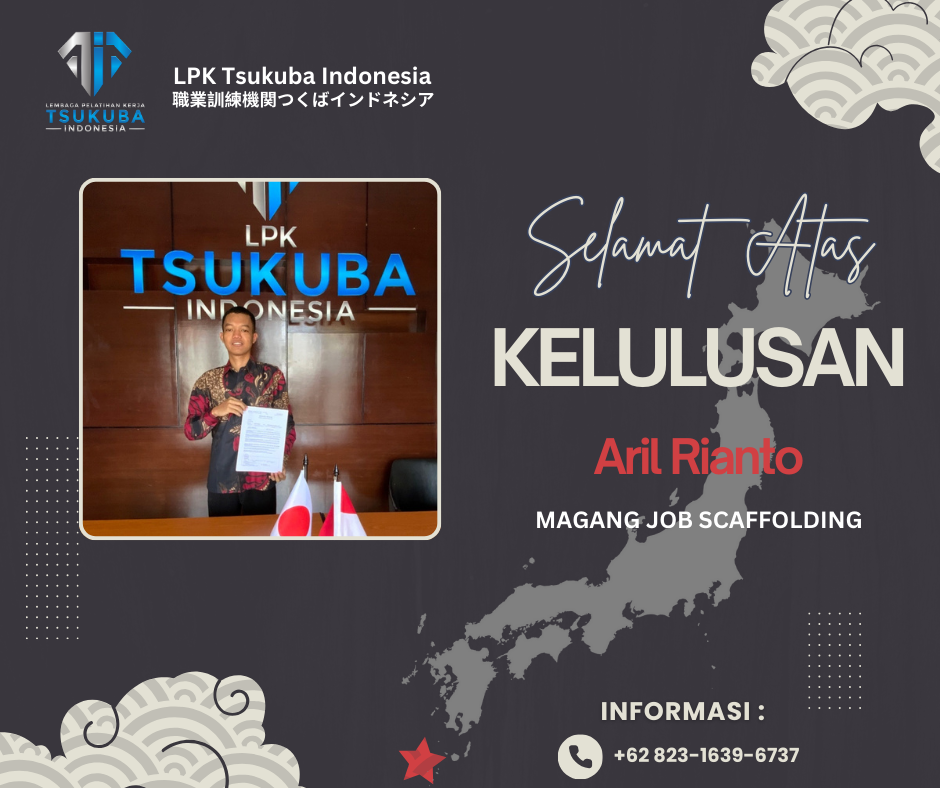 LEMBAGA PELATIHAN KERJA
TSUKUBA
INDONESIA
LPK Tsukuba Indonesia
職業訓練機関つくばインドネシア
LPK
TSUKUBA
INDONESIA
Selamat Atas
KELULUSAN
Aril Rianto
MAGANG JOB SCAFFOLDING
INFORMASI :
+62 823-1639-6737